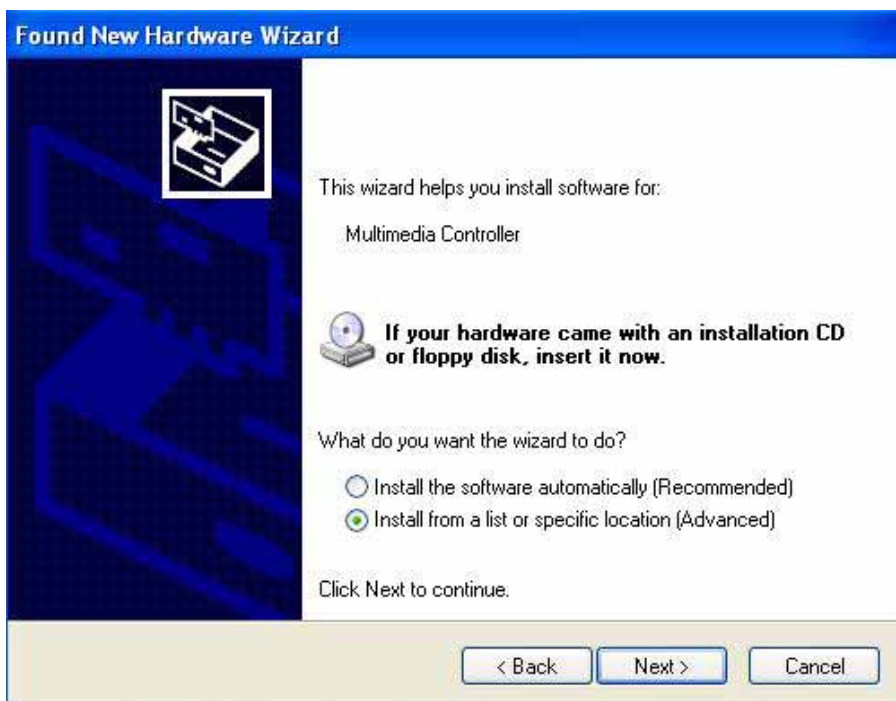 Found New Hardware Wizard
This wizard helps you install software for:
Multimedia Controller
If your hardware came with an installation CD
or floppy disk, insert it now.
What do you want the wizard to do?
Install the software automatically (Recommended)
Install from a list or specific location (Advanced)
Click Next to continue.
< Back Next > Cancel